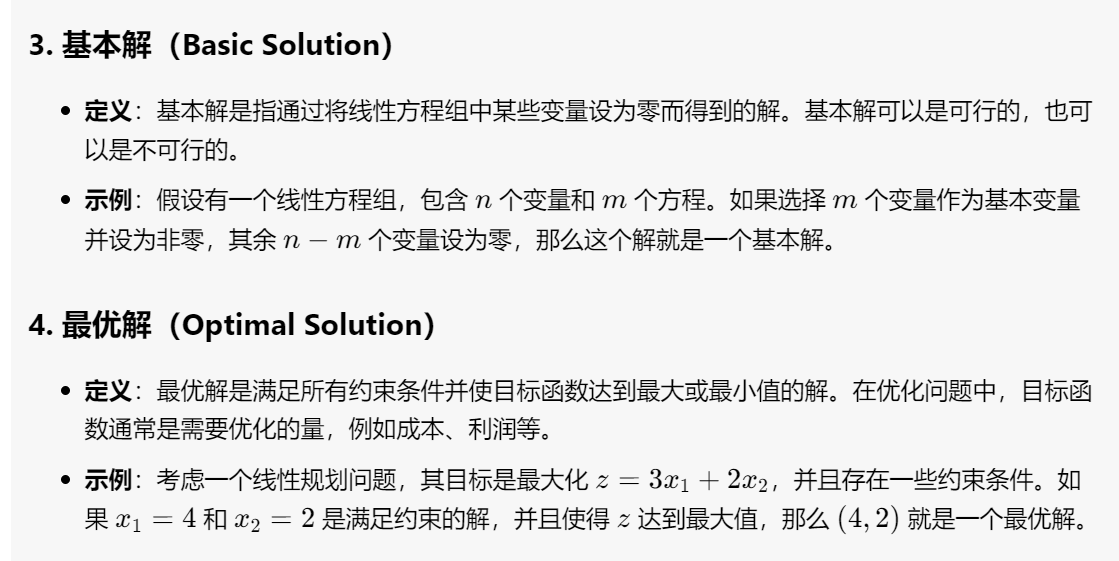 3. 基本解（Basic Solution）
• 定义：基本解是指通过将线性方程组中某些变量设为零而得到的解。基本解可以是可行的，也可
以是不可行的。
• 示例：假设有一个线性方程组，包含 n 个变量和 m 个方程。如果选择 m 个变量作为基本变量
并设为非零，其余 n − m 个变量设为零，那么这个解就是一个基本解。
4. 最优解（Optimal Solution）
• 定义：最优解是满足所有约束条件并使目标函数达到最大或最小值的解。在优化问题中，目标函
数通常是需要优化的量，例如成本、利润等。
• 示例：考虑一个线性规划问题，其目标是最大化 z = 3x₁ + 2x₂，并且存在一些约束条件。如
果 x₁ = 4 和 x₂ = 2 是满足约束的解，并且使得 z 达到最大值，那么 (4, 2) 就是一个最优解。